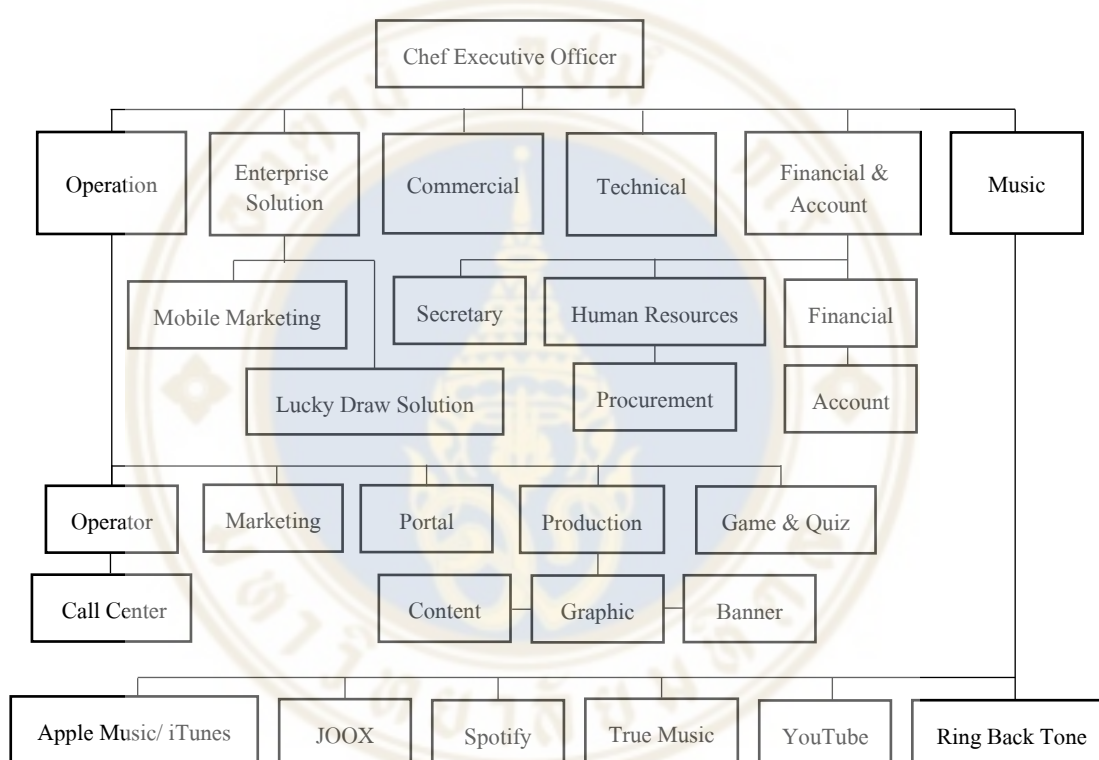 Chef Executive Officer
Operation
Enterprise
Solution
Commercial
Technical
Financial &
Account
Music
Mobile Marketing
Secretary
Human Resources
Financial
Lucky Draw Solution
Procurement
Account
Operator
Marketing
Portal
Production
Game & Quiz
Call Center
Content
Graphic
Banner
Apple Music/ iTunes
JOOX
Spotify
True Music
YouTube
Ring Back Tone